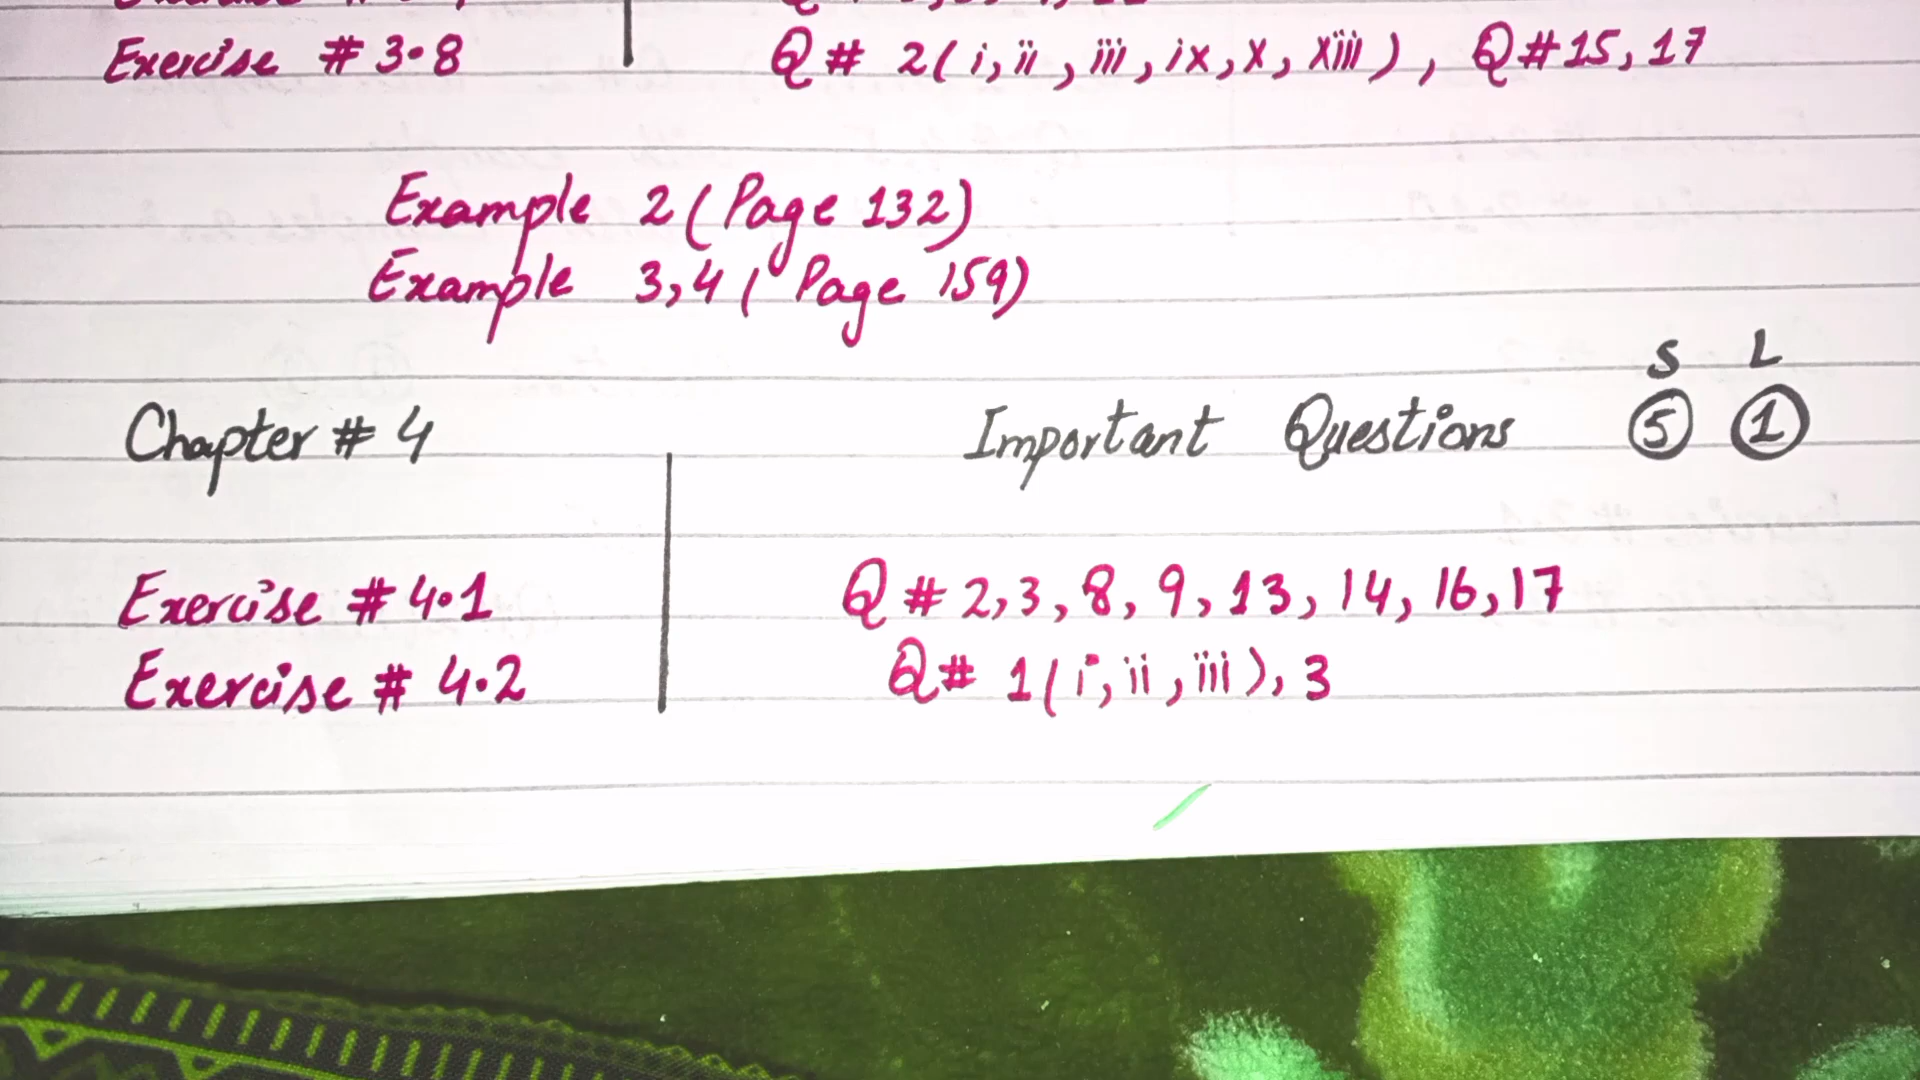 Exercise # 3.8 Q # 2(i, ii, iii, ix, x, xiii), Q#15, 17
Example 2 (Page 132)
Example 3,4 (Page 159)
S L
Chapter # 4 Important Questions 5 1
Exercise # 4.1 Q # 2,3, 8, 9, 13, 14, 16, 17
Exercise # 4.2 Q# 1(i, ii, iii), 3